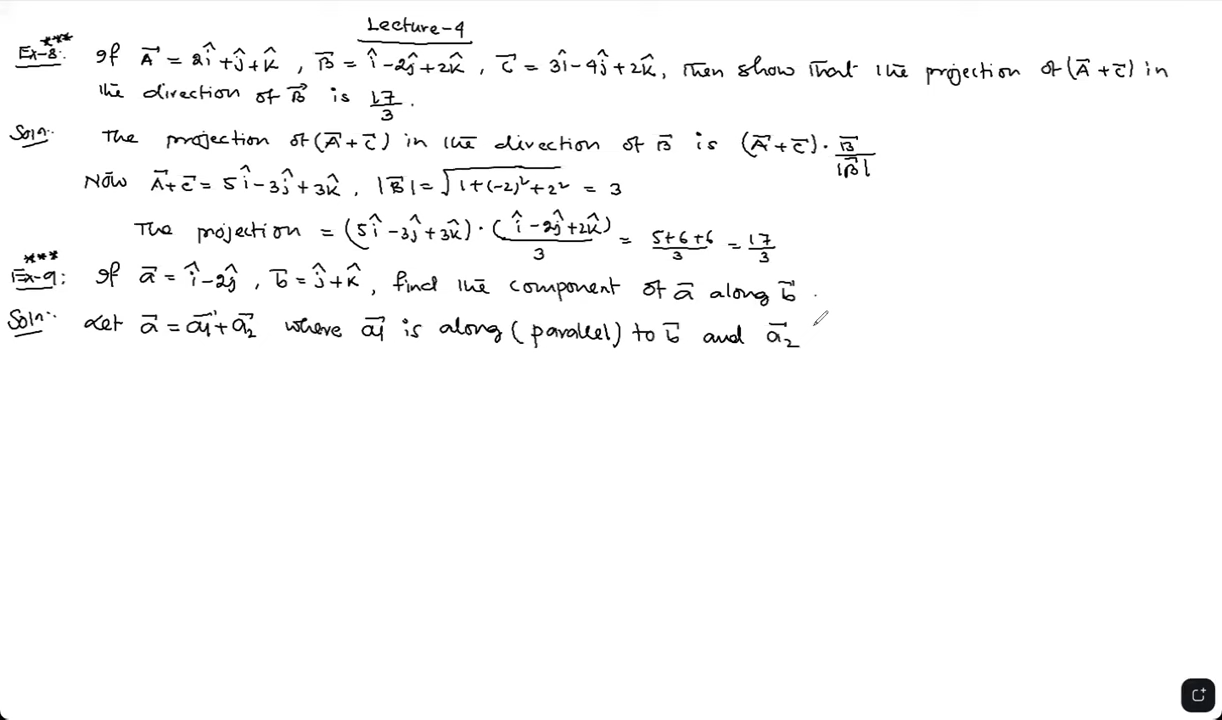 Lecture-4
***
Ex-8: If A⃗ = 2î+ĵ+k̂, B⃗ = î-2ĵ+2k̂, C⃗ = 3î-4ĵ+2k̂, Then show That the projection of (A⃗+C⃗) in
the direction of B⃗ is 17/3.
Soln: The projection of (A⃗+C⃗) in the direction of B⃗ is (A⃗+C⃗)·B⃗/|B⃗|
Now A⃗+C⃗ = 5î-3ĵ+3k̂, |B⃗| = √(1+(-2)²+2²) = 3
The projection = (5î-3ĵ+3k̂)·(î-2ĵ+2k̂)/3 = (5+6+6)/3 = 17/3
***
Ex-9: If a⃗ = î-2ĵ, b⃗ = ĵ+k̂, find the component of a⃗ along b⃗.
Soln: Let a⃗ = a⃗₁+a⃗₂ where a⃗₁ is along (parallel) to b⃗ and a⃗₂